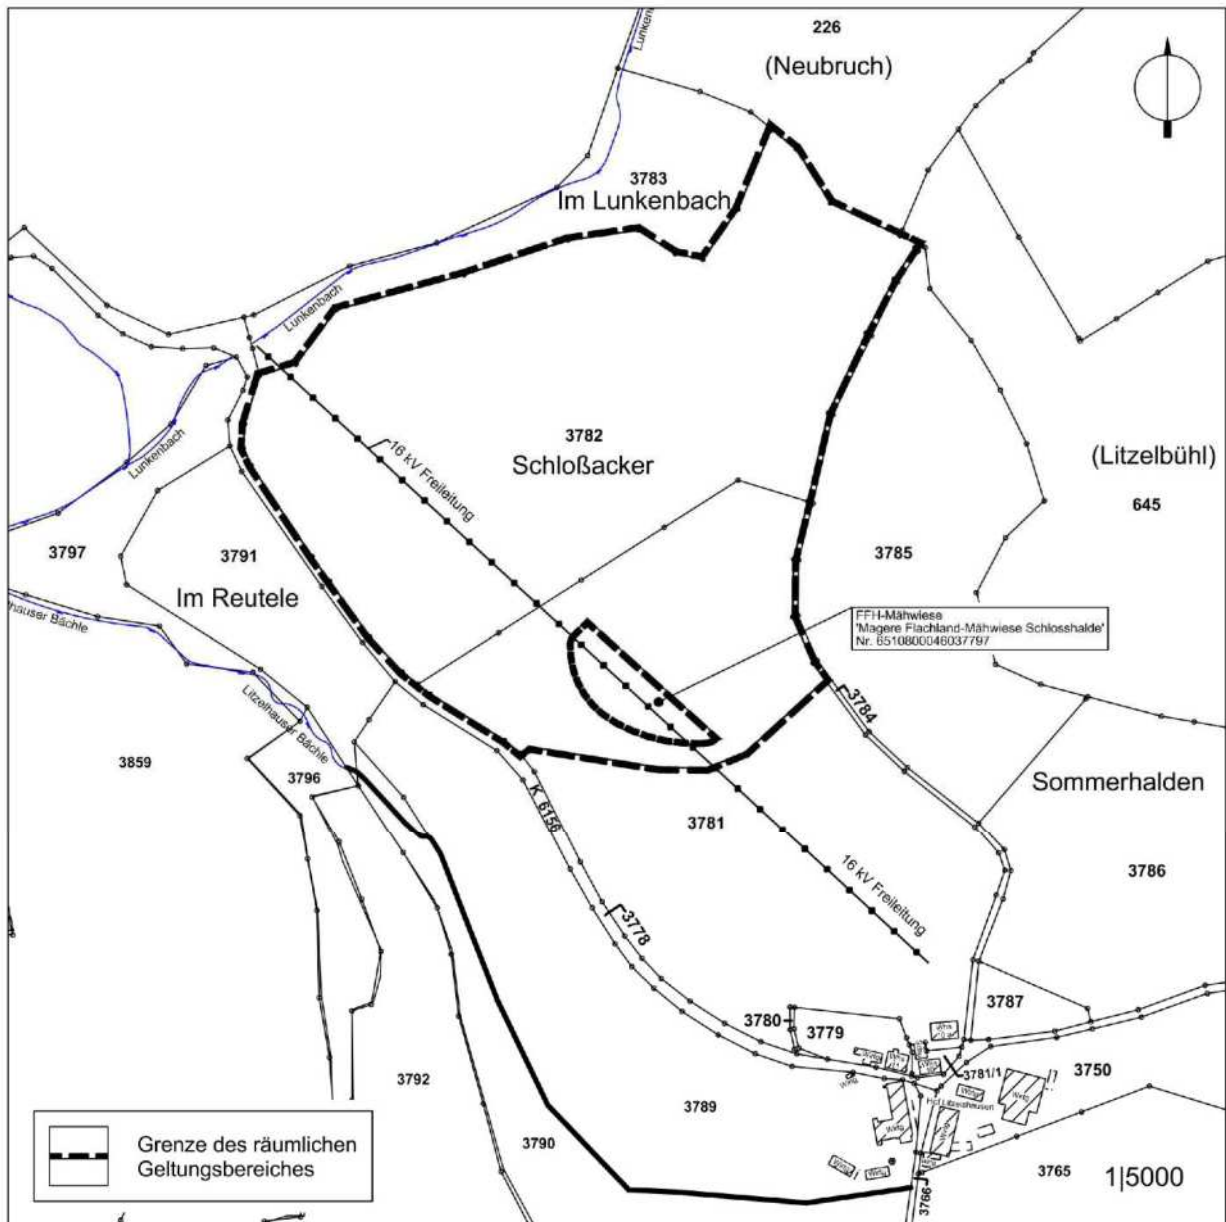 226
(Neubruch)
3783
Im Lunkenbach
Lunkenbach
3782
Schloßacker
16 kV Freileitung
(Litzelbühl)
645
Lunkenbach
3797
3791
Im Reutele
3785
FFH-Mähwiese
'Magere Flachland-Mähwiese Schlosshalde'
Nr. 6510800046037797
hauser Bächle
Litzelhauser Bächle
3784
3859
3796
K 6156
3781
Sommerhalden
3786
16 kV Freileitung
3778
3787
3780
3779
3781/1
3750
3792
3789
Hof Litzelhausen
3790
3765
3766
1|5000
Grenze des räumlichen
Geltungsbereiches